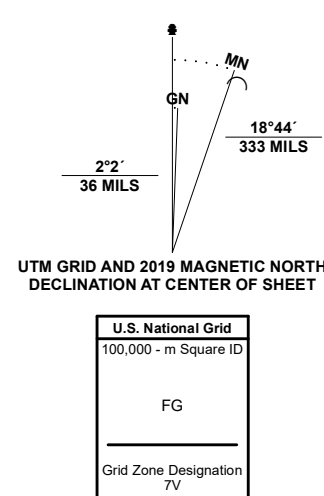 MN
GN
18°44´
333 MILS
2°2´
36 MILS
UTM GRID AND 2019 MAGNETIC NORTH
DECLINATION AT CENTER OF SHEET
U.S. National Grid
100,000 - m Square ID
FG
Grid Zone Designation
7V